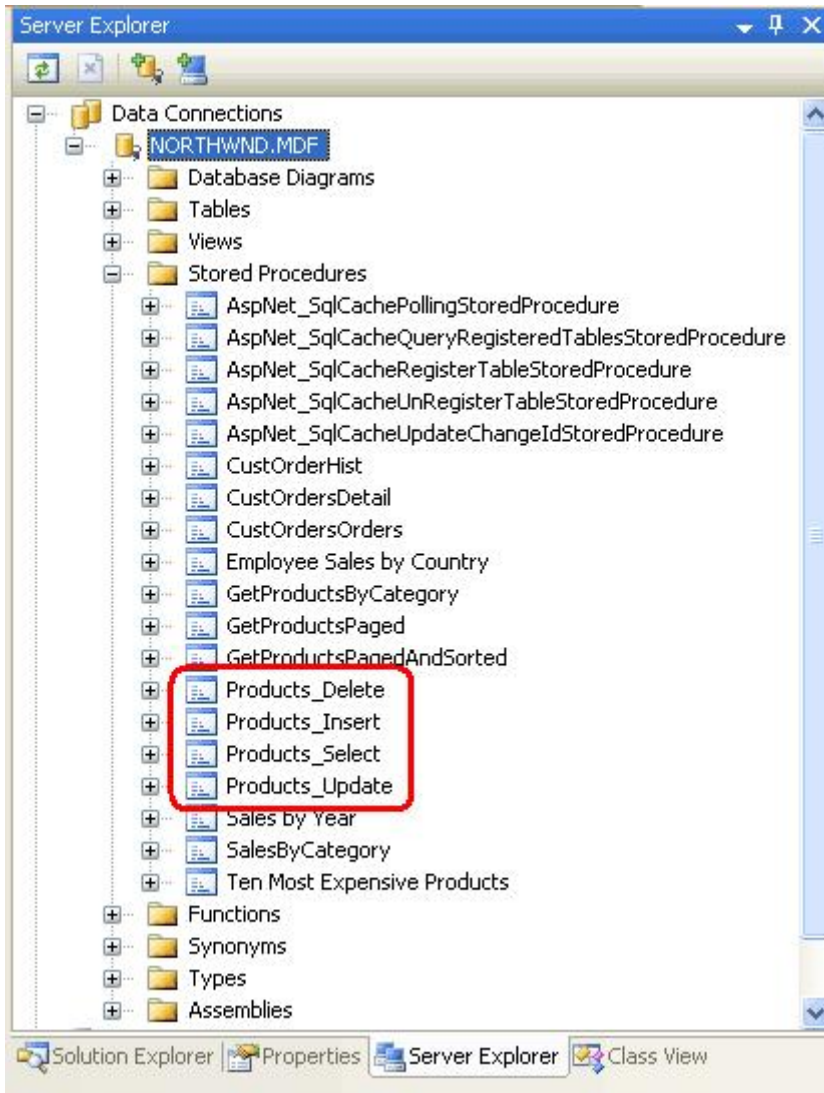 Server Explorer
Data Connections
NORTHWND.MDF
Database Diagrams
Tables
Views
Stored Procedures
AspNet_SqlCachePollingStoredProcedure
AspNet_SqlCacheQueryRegisteredTablesStoredProcedure
AspNet_SqlCacheRegisterTableStoredProcedure
AspNet_SqlCacheUnRegisterTableStoredProcedure
AspNet_SqlCacheUpdateChangeIdStoredProcedure
CustOrderHist
CustOrdersDetail
CustOrdersOrders
Employee Sales by Country
GetProductsByCategory
GetProductsPaged
GetProductsPagedAndSorted
Products_Delete
Products_Insert
Products_Select
Products_Update
Sales by Year
SalesByCategory
Ten Most Expensive Products
Functions
Synonyms
Types
Assemblies
Solution Explorer Properties Server Explorer Class View